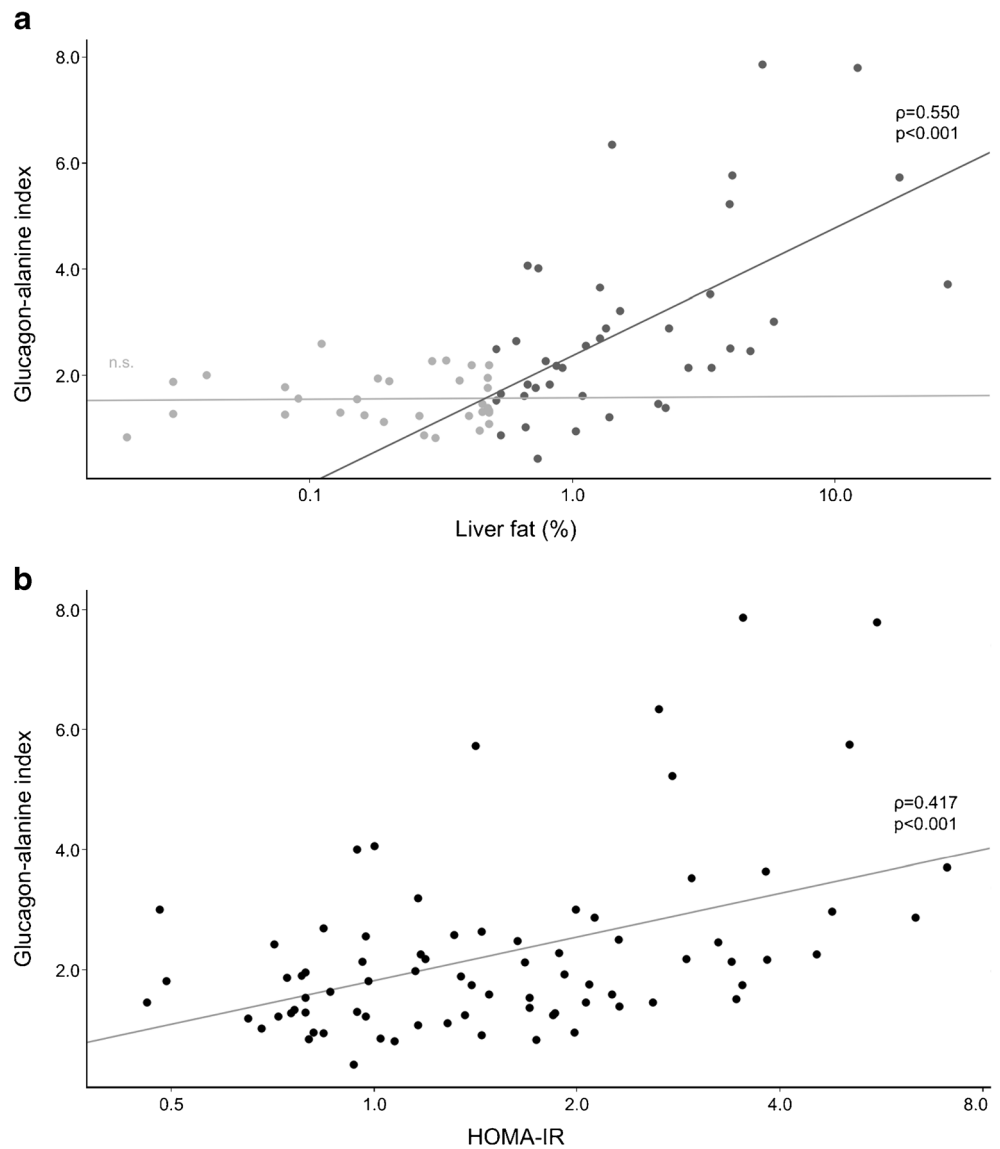 a
8.0
6.0
4.0
2.0
Glucagon-alanine index
n.s.
ρ=0.550
p<0.001
0.1
1.0
10.0
Liver fat (%)
b
8.0
6.0
4.0
2.0
Glucagon-alanine index
ρ=0.417
p<0.001
0.5
1.0
2.0
4.0
8.0
HOMA-IR